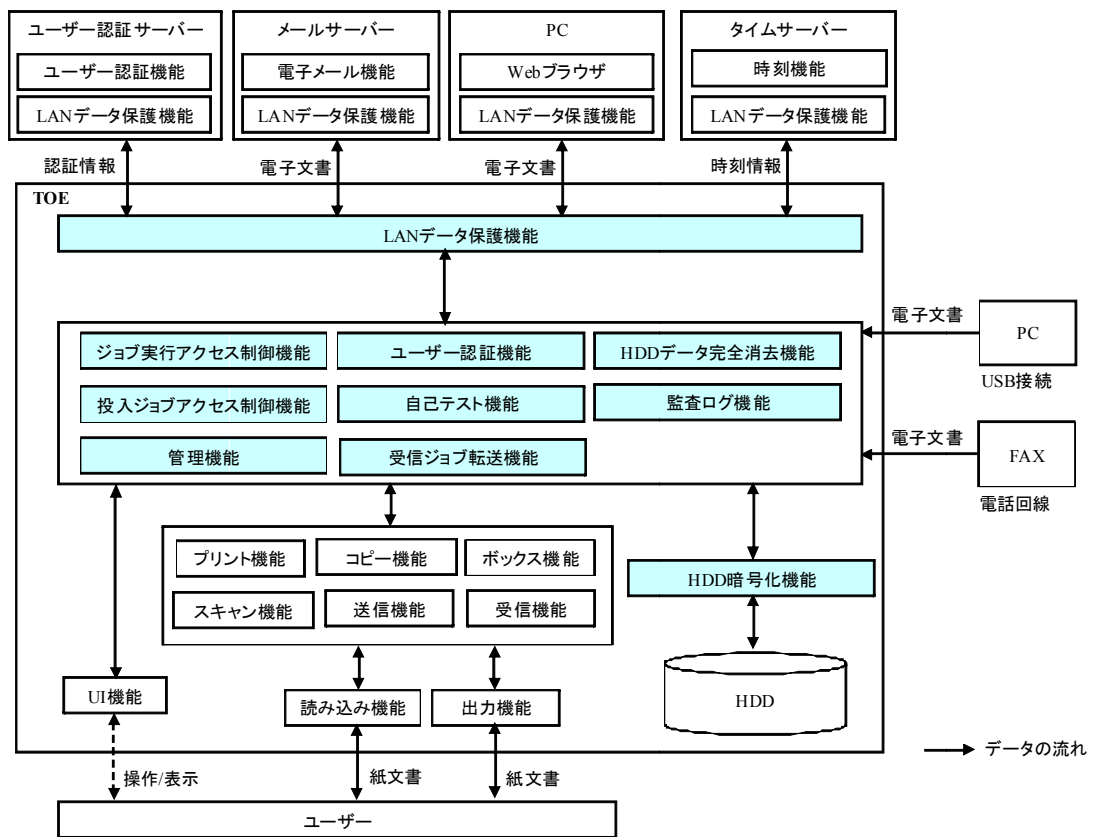 ユーザー認証サーバー
ユーザー認証機能
LANデータ保護機能
メールサーバー
電子メール機能
LANデータ保護機能
PC
Webブラウザ
LANデータ保護機能
タイムサーバー
時刻機能
LANデータ保護機能
認証情報
電子文書
電子文書
時刻情報
TOE
LANデータ保護機能
ジョブ実行アクセス制御機能
ユーザー認証機能
HDDデータ完全消去機能
投入ジョブアクセス制御機能
自己テスト機能
監査ログ機能
管理機能
受信ジョブ転送機能
電子文書
PC
USB接続
電子文書
FAX
電話回線
プリント機能
コピー機能
ボックス機能
スキャン機能
送信機能
受信機能
HDD暗号化機能
HDD
UI機能
読み込み機能
出力機能
データの流れ
操作/表示
紙文書
紙文書
ユーザー